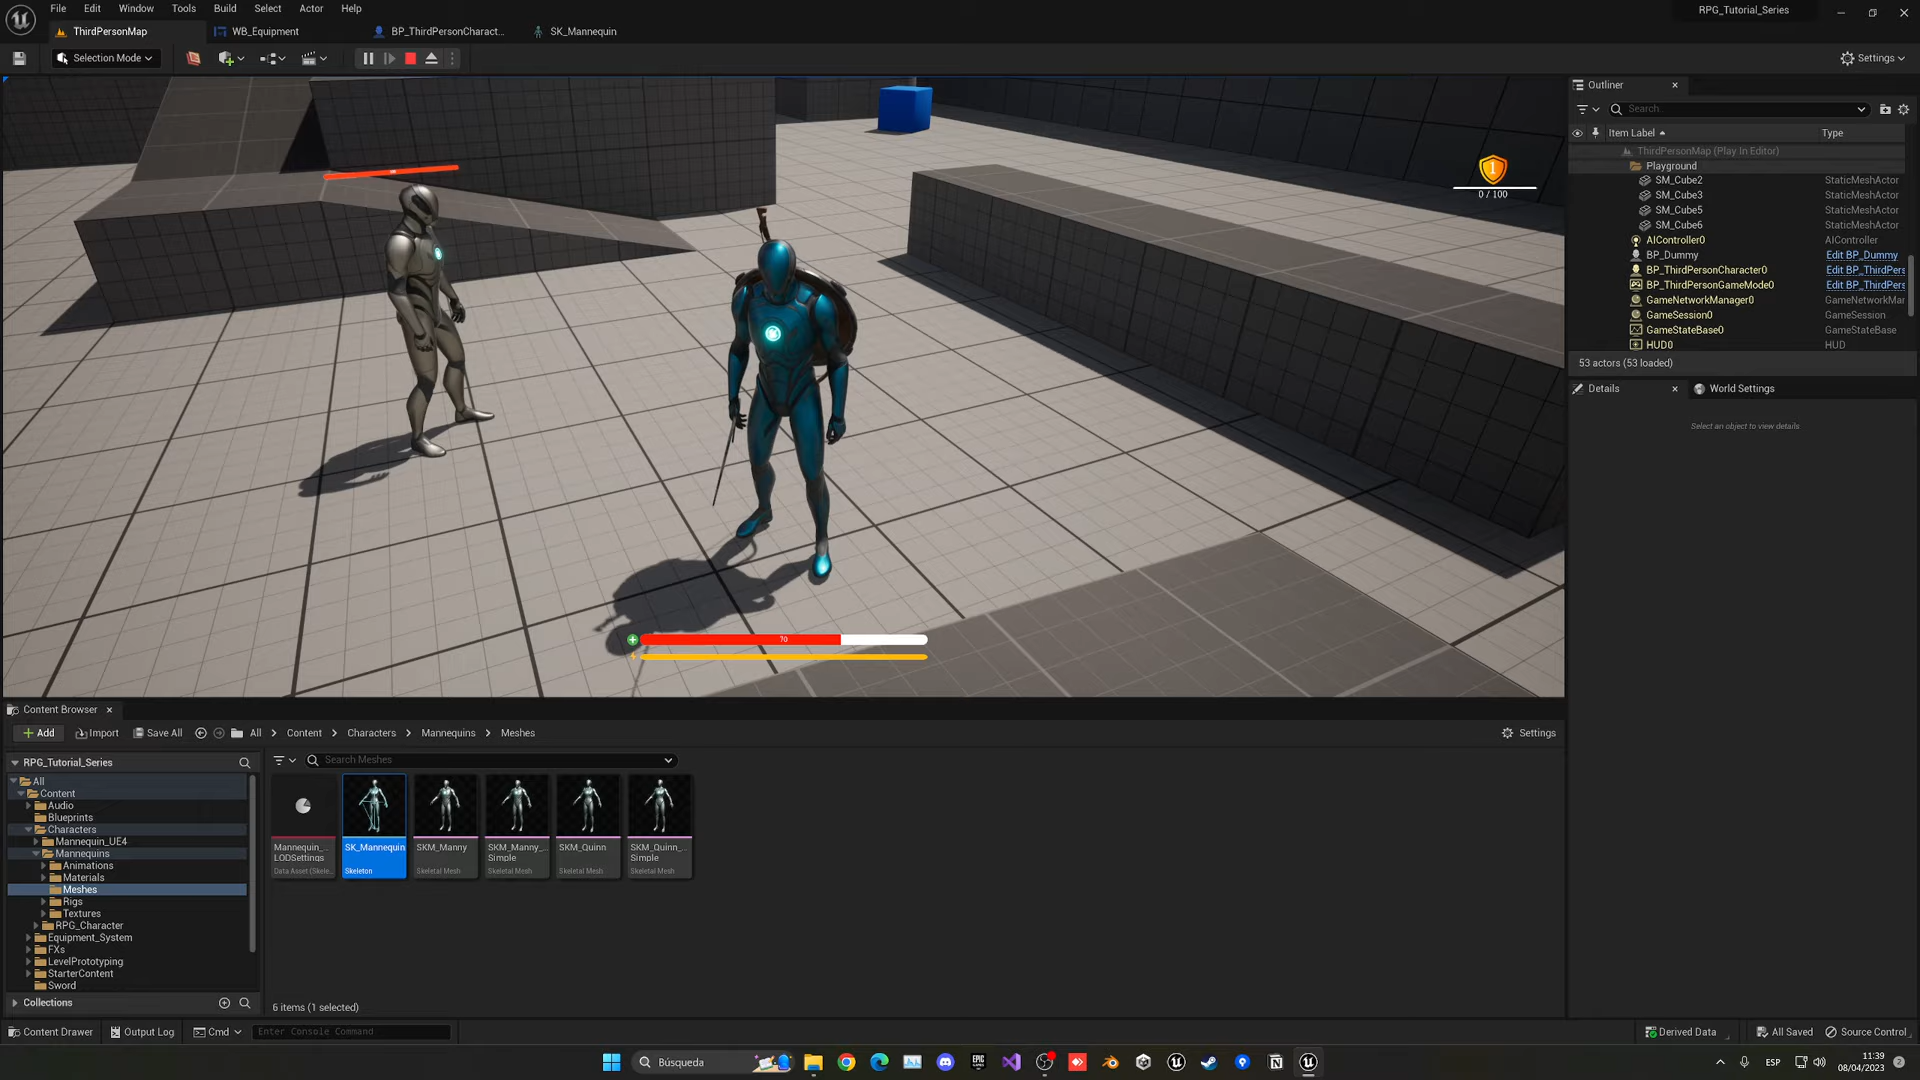 File Edit Window Tools Build Select Actor Help
RPG_Tutorial_Series
ThirdPersonMap WB_Equipment BP_ThirdPersonCharact... SK_Mannequin
Selection Mode
Settings
1
0 / 100
70
Outliner
Search...
Item Label Type
ThirdPersonMap (Play In Editor)
Playground
SM_Cube2 StaticMeshActor
SM_Cube3 StaticMeshActor
SM_Cube5 StaticMeshActor
SM_Cube6 StaticMeshActor
AIController0 AIController
BP_Dummy Edit BP_Dummy
BP_ThirdPersonCharacter0 Edit BP_ThirdPers
BP_ThirdPersonGameMode0 Edit BP_ThirdPers
GameNetworkManager0 GameNetworkMar
GameSession0 GameSession
GameStateBase0 GameStateBase
HUD0 HUD
53 actors (53 loaded)
Details World Settings
Select an object to view details
Content Browser
Add Import Save All All > Content > Characters > Mannequins > Meshes
Settings
RPG_Tutorial_Series
Search Meshes
All
Content
Audio
Blueprints
Characters
Mannequin_UE4
Mannequins
Animations
Materials
Meshes
Rigs
Textures
RPG_Character
Equipment_System
FXs
LevelPrototyping
StarterContent
Sword
Collections
Mannequin_
LODSettings
Data Asset (Skele...
SK_Mannequin
Skeleton
SKM_Manny
Skeletal Mesh
SKM_Manny_
Simple
Skeletal Mesh
SKM_Quinn
Skeletal Mesh
SKM_Quinn_
Simple
Skeletal Mesh
6 items (1 selected)
Content Drawer Output Log Cmd Enter Console Command
Derived Data All Saved Source Control
Búsqueda
EPIC
ESP
11:39
08/04/2023
2